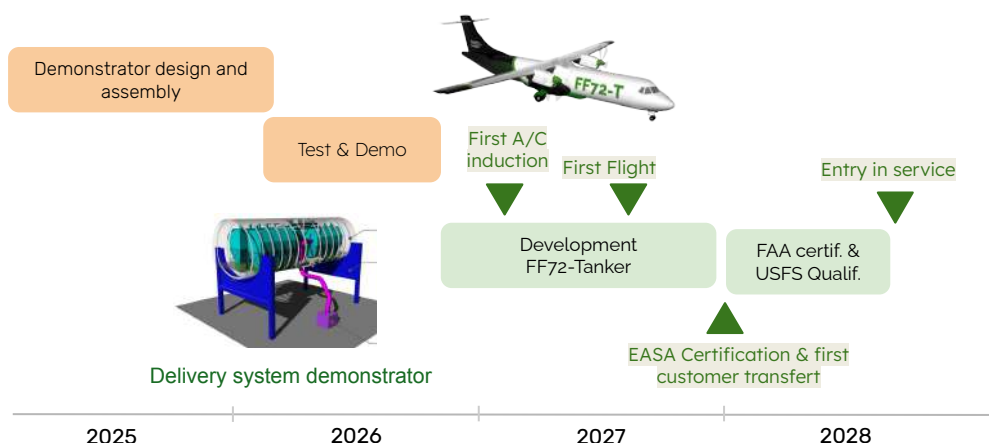 Demonstrator design and
assembly
FF72-T
Test & Demo
First A/C
induction
First Flight
Entry in service
Development
FF72-Tanker
FAA certif. &
USFS Qualif.
EASA Certification & first
customer transfert
Delivery system demonstrator
2025
2026
2027
2028